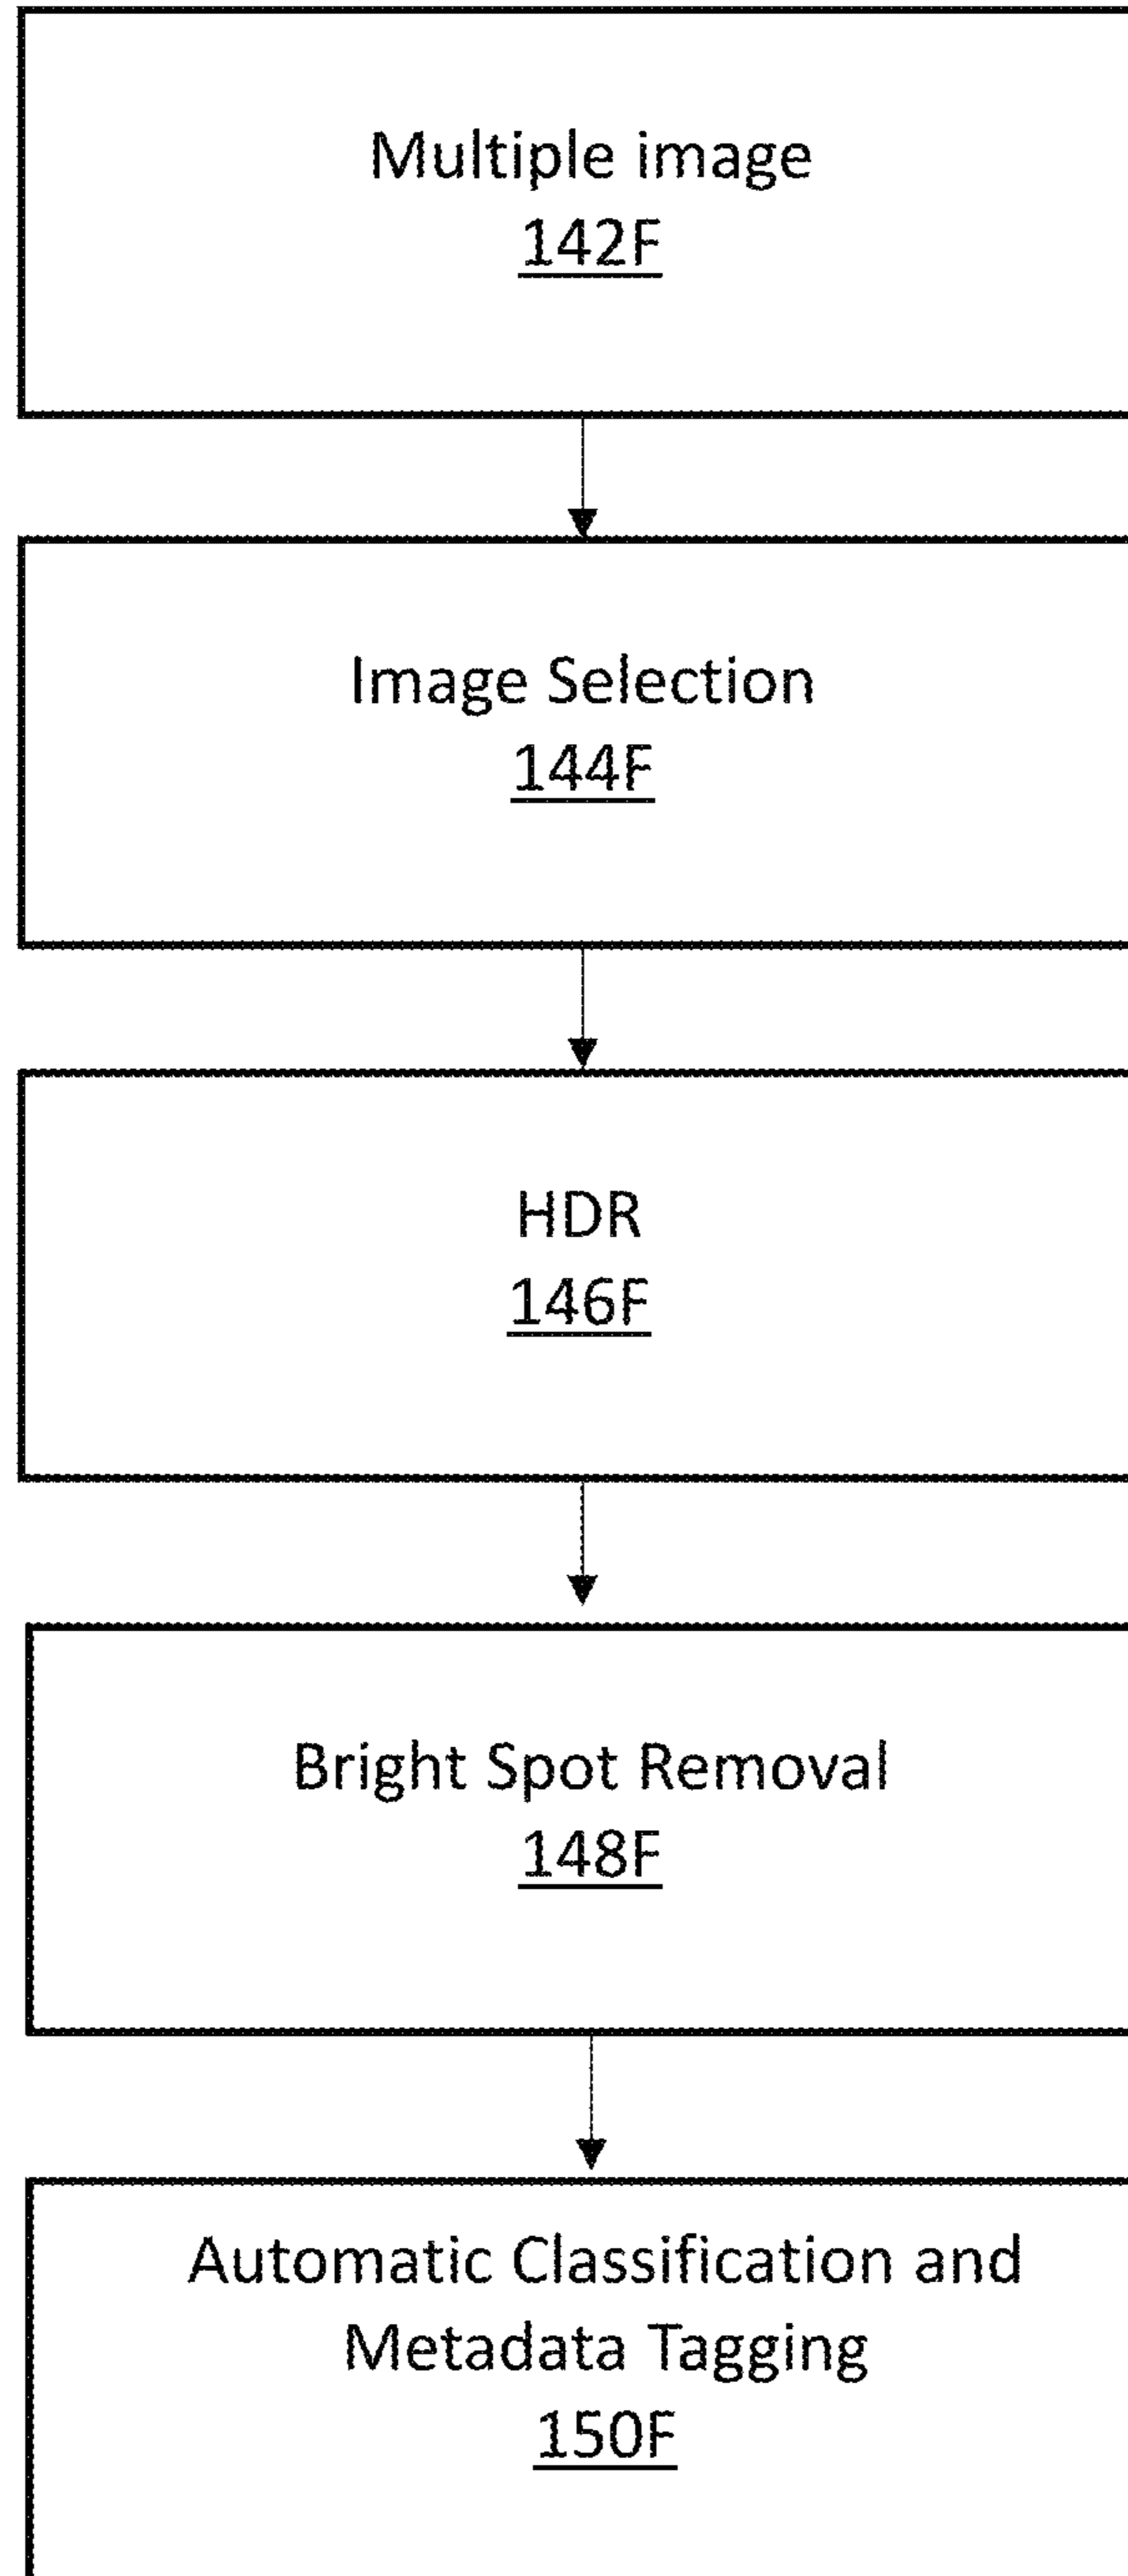 Multiple image
142F
Image Selection
144F
HDR
146F
Bright Spot Removal
148F
Automatic Classification and
Metadata Tagging
150F